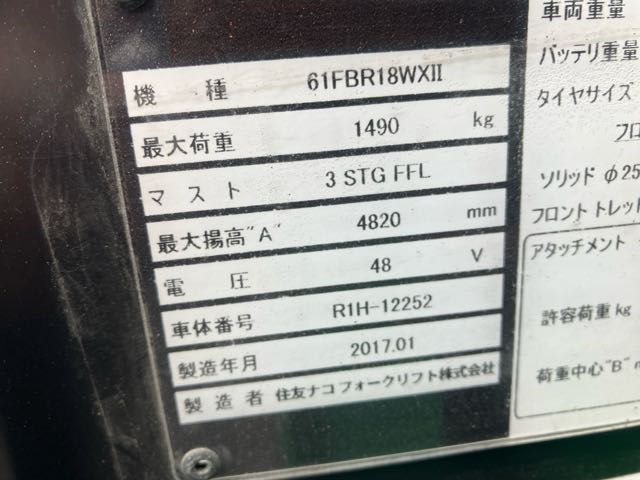 機種 61FBR18WXII
最大荷重 1490 kg
マスト 3 STG FFL
最大揚高"A" 4820 mm
電圧 48 V
車体番号 R1H-12252
製造年月 2017.01
製造者 住友ナコフォークリフト株式会社
車両重量
バッテリ重量
タイヤサイズ
フロ
ソリッド φ25
フロント トレッド
アタッチメント
許容荷重 kg
荷重中心"B" m